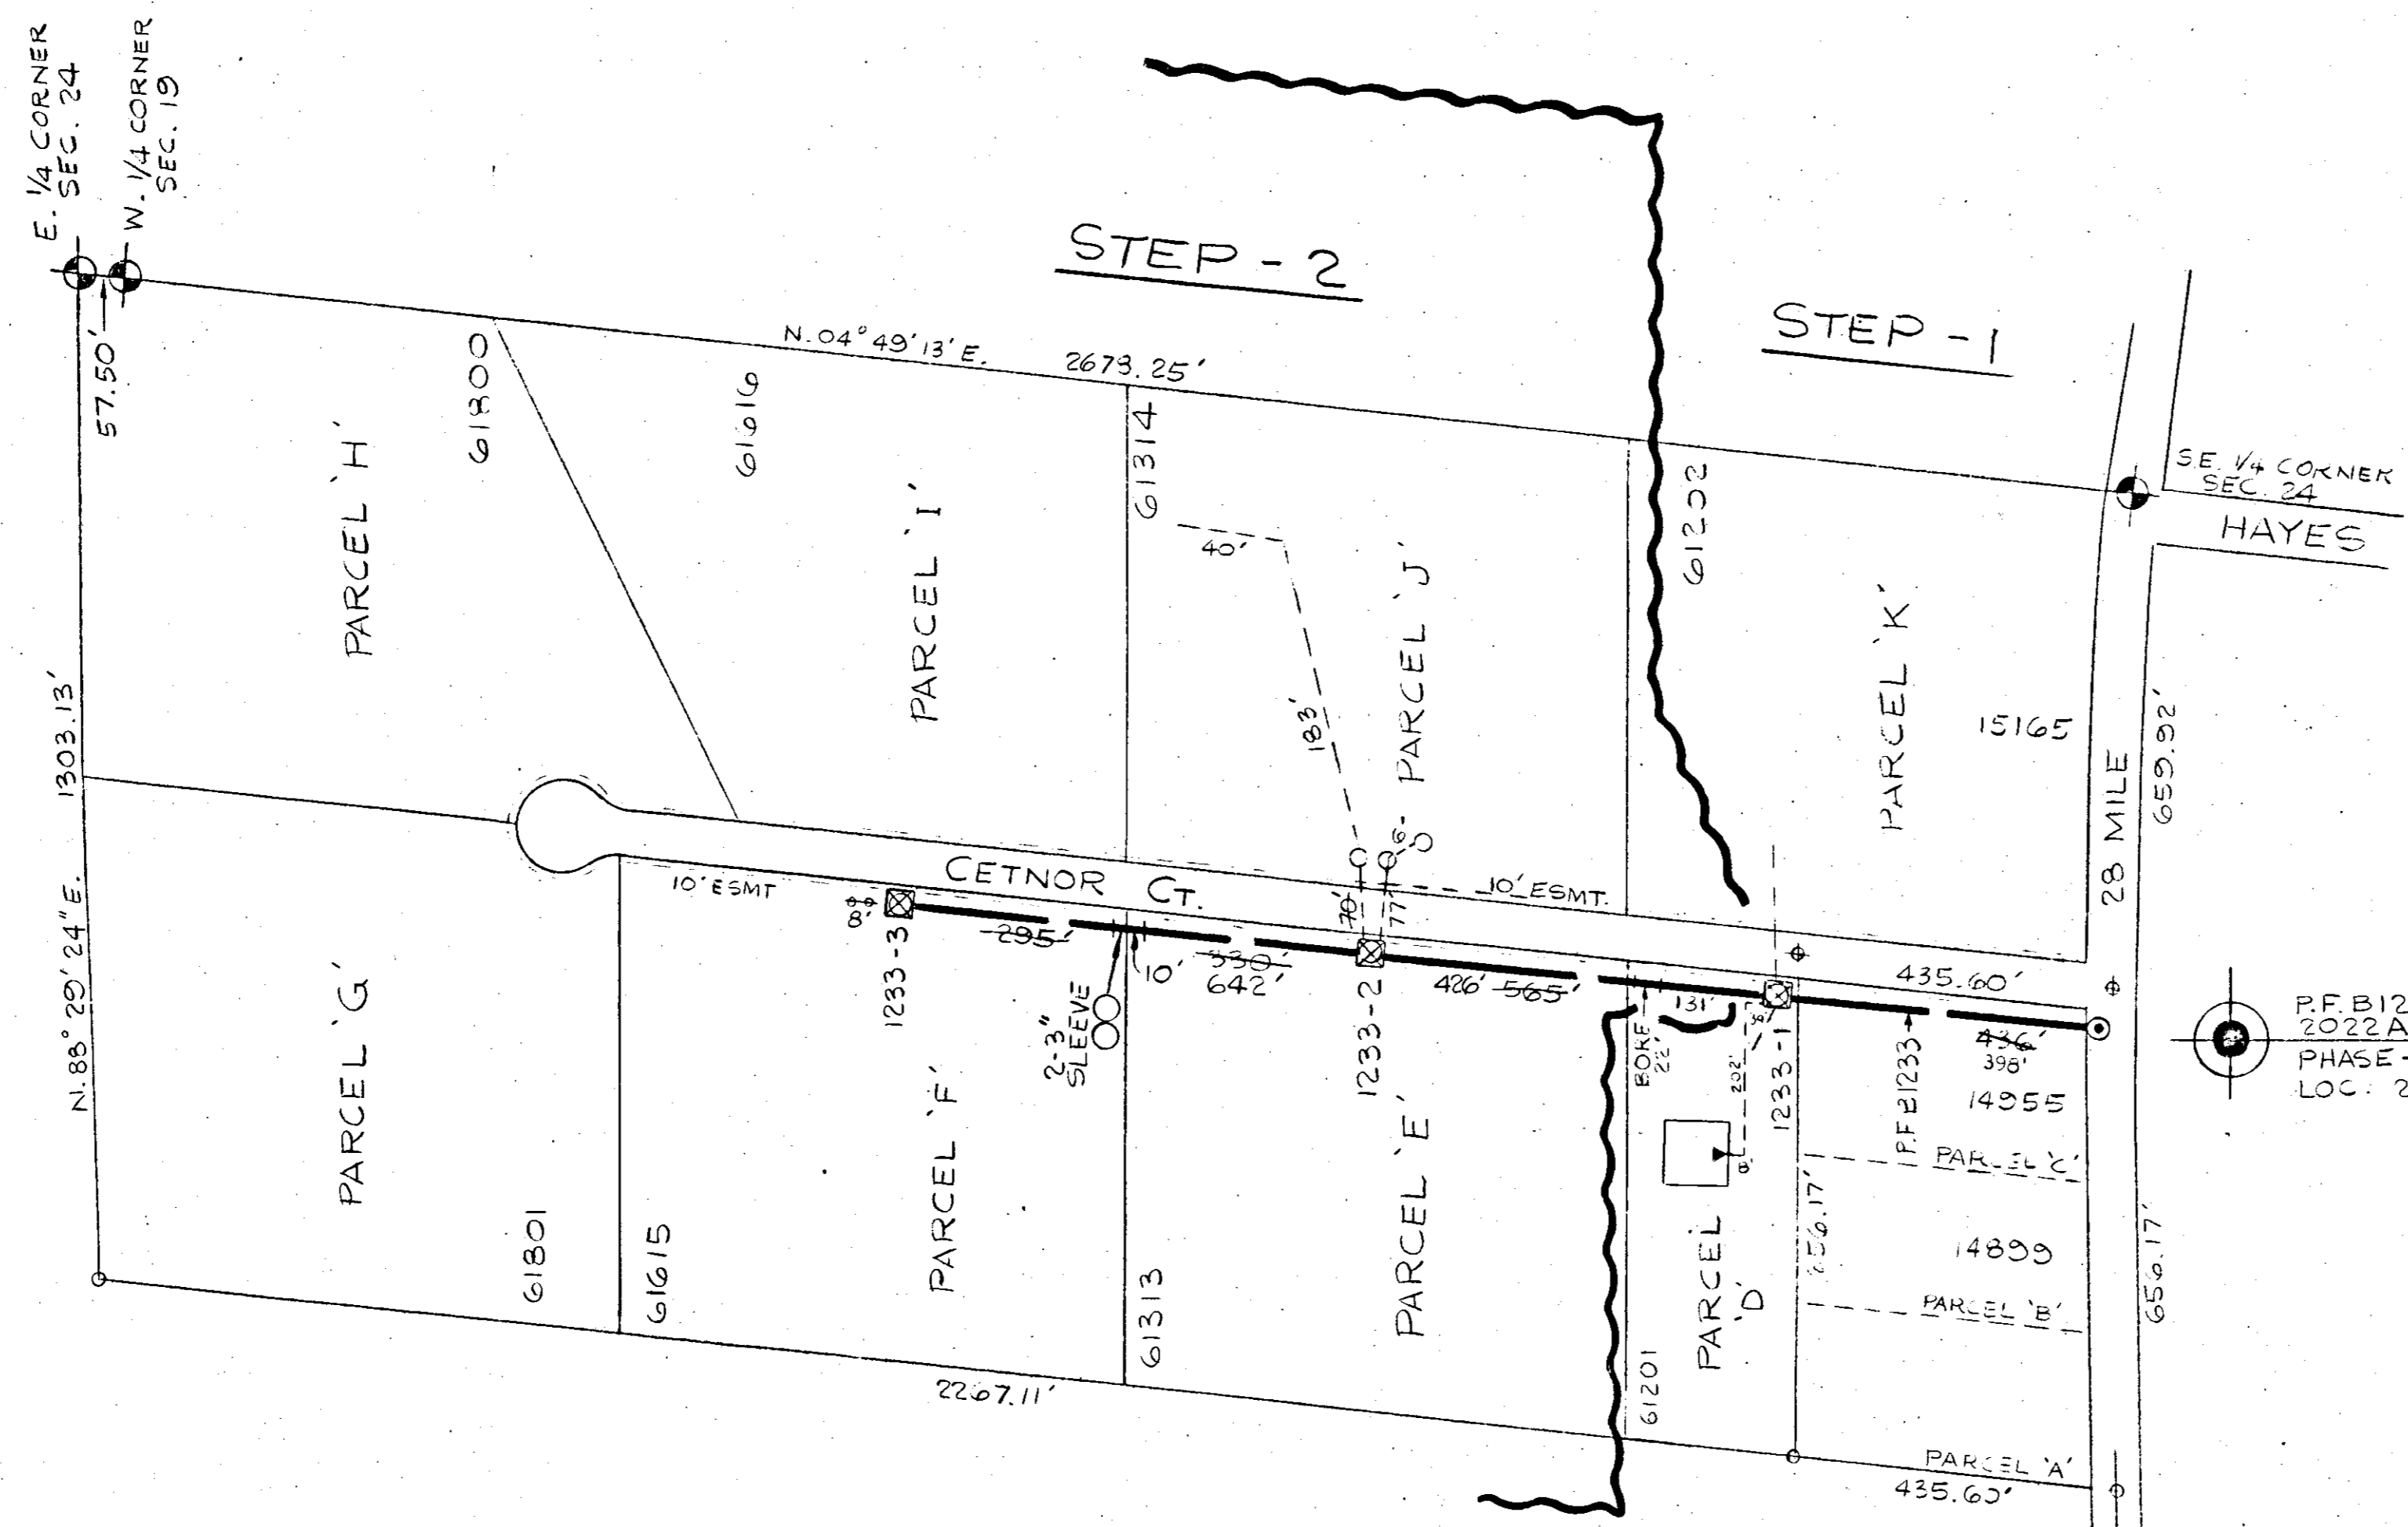 E. 1/4 CORNER
SEC. 24
W. 1/4 CORNER
SEC. 19
57.50'
STEP - 2
STEP - 1
N. 04° 49' 13' E.
2673.25'
61800
61616
61314
61202
PARCEL 'H'
PARCEL 'I'
PARCEL 'J'
PARCEL 'K'
40'
183'
S.E. 1/4 CORNER
SEC. 24
HAYES
15165
28 MILE
659.92'
1303.13'
N. 88° 29' 24" E.
CETNOR CT.
10' ESMT
10' ESMT.
6-
70'
77'
8'
1233-3
295'
2-3"
SLEEVE
10'
330'
642'
1233-2
426' 565'
BORE
22'
131'
8'
202'
8'
1233-1
435.60'
P.F. B1233
436'
398'
14955
P.F. B12
2022A
PHASE-
LOC: 2
PARCEL 'C'
14899
PARCEL 'B'
656.17'
656.17'
PARCEL 'G'
PARCEL 'F'
PARCEL 'E'
PARCEL
'D'
61801
61615
61313
61201
2267.11'
PARCEL 'A'
435.60'